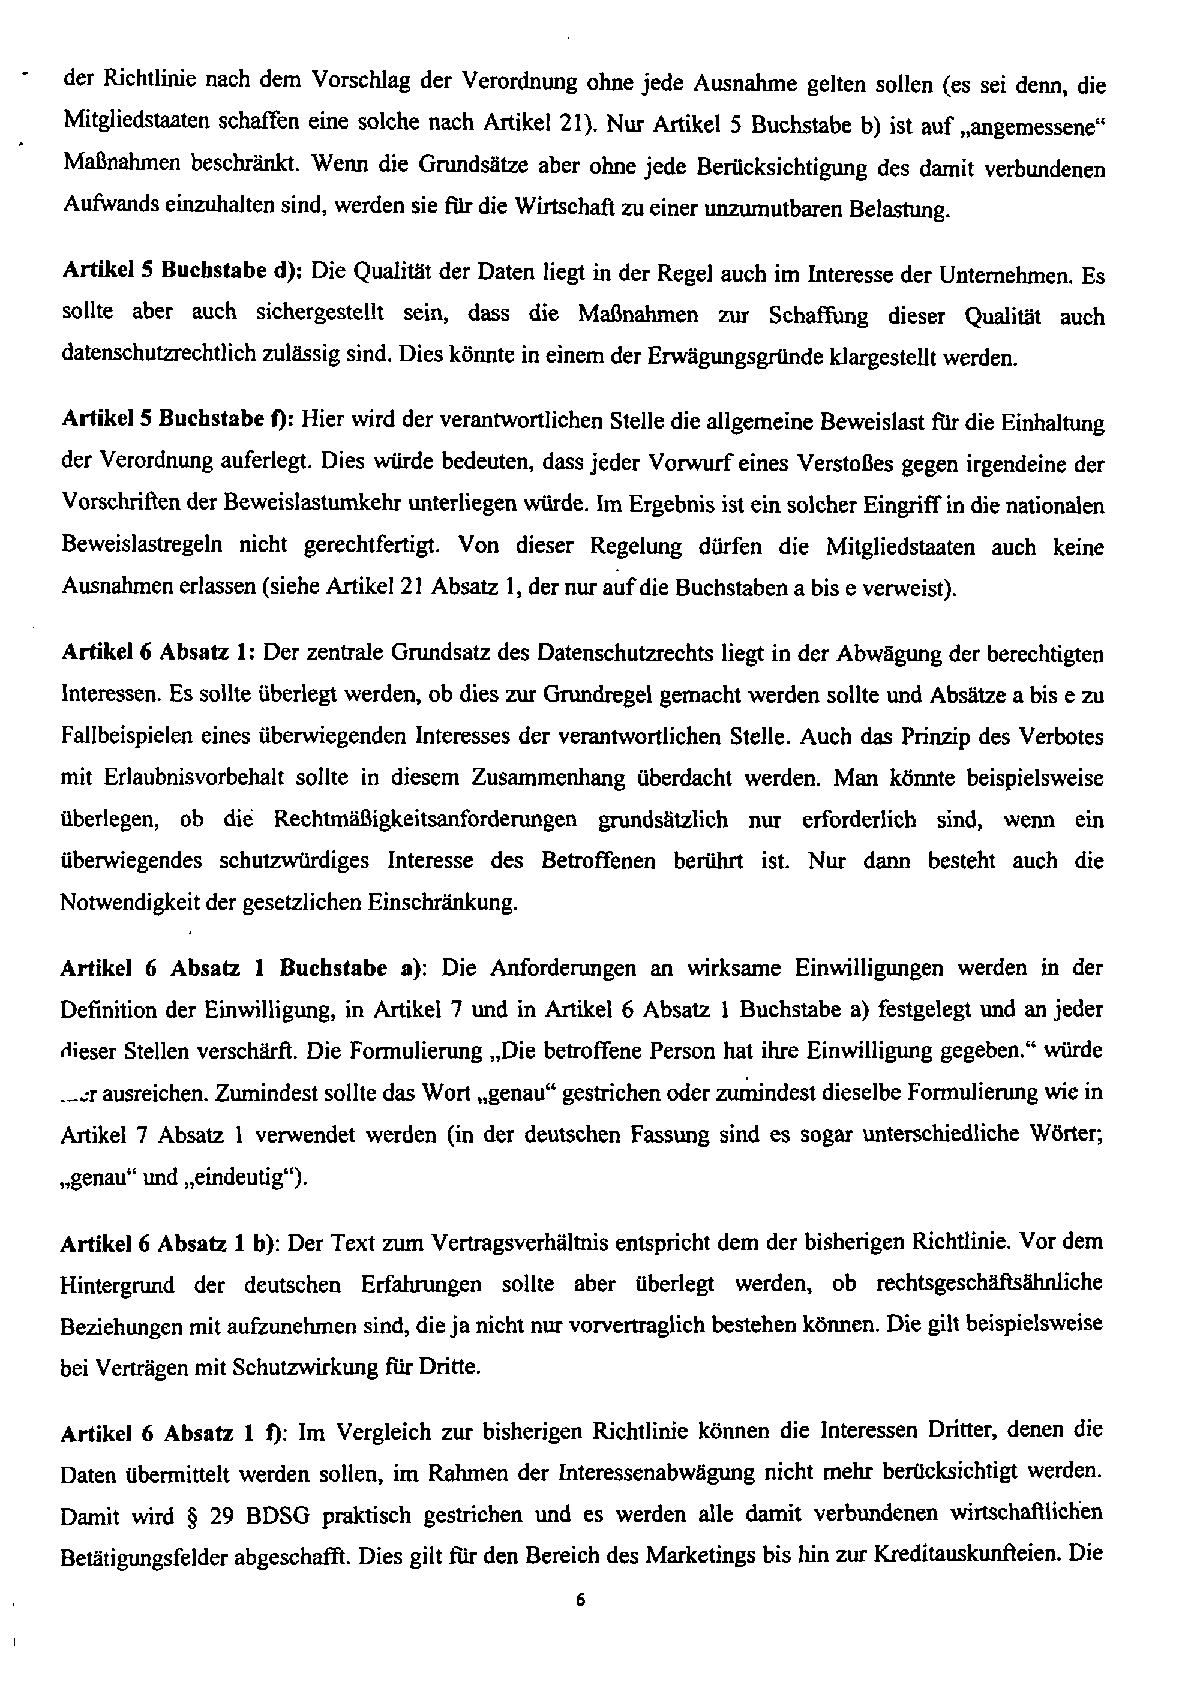 der Richtlinie nach dem Vorschlag der Verordnung ohne jede Ausnahme gelten sollen (es sei denn, die
Mitgliedstaaten schaffen eine solche nach Artikel 21). Nur Artikel 5 Buchstabe b) ist auf „angemessene“
Maßnahmen beschränkt. Wenn die Grundsätze aber ohne jede Berücksichtigung des damit verbundenen
Aufwands einzuhalten sind, werden sie für die Wirtschaft zu einer unzumutbaren Belastung.
Artikel 5 Buchstabe d): Die Qualität der Daten liegt in der Regel auch im Interesse der Unternehmen. Es
sollte aber auch sichergestellt sein, dass die Maßnahmen zur Schaffung dieser Qualität auch
datenschutzrechtlich zulässig sind. Dies könnte in einem der Erwägungsgründe klargestellt werden.
Artikel 5 Buchstabe f): Hier wird der verantwortlichen Stelle die allgemeine Beweislast für die Einhaltung
der Verordnung auferlegt. Dies würde bedeuten, dass jeder Vorwurf eines Verstoßes gegen irgendeine der
Vorschriften der Beweislastumkehr unterliegen würde. Im Ergebnis ist ein solcher Eingriff in die nationalen
Beweislastregeln nicht gerechtfertigt. Von dieser Regelung dürfen die Mitgliedstaaten auch keine
Ausnahmen erlassen (siehe Artikel 21 Absatz 1, der nur auf die Buchstaben a bis e verweist).
Artikel 6 Absatz 1: Der zentrale Grundsatz des Datenschutzrechts liegt in der Abwägung der berechtigten
Interessen. Es sollte überlegt werden, ob dies zur Grundregel gemacht werden sollte und Absätze a bis e zu
Fallbeispielen eines überwiegenden Interesses der verantwortlichen Stelle. Auch das Prinzip des Verbotes
mit Erlaubnisvorbehalt sollte in diesem Zusammenhang überdacht werden. Man könnte beispielsweise
überlegen, ob die Rechtmäßigkeitsanforderungen grundsätzlich nur erforderlich sind, wenn ein
überwiegendes schutzwürdiges Interesse des Betroffenen berührt ist. Nur dann besteht auch die
Notwendigkeit der gesetzlichen Einschränkung.
Artikel 6 Absatz 1 Buchstabe a): Die Anforderungen an wirksame Einwilligungen werden in der
Definition der Einwilligung, in Artikel 7 und in Artikel 6 Absatz 1 Buchstabe a) festgelegt und an jeder
dieser Stellen verschärft. Die Formulierung „Die betroffene Person hat ihre Einwilligung gegeben.“ würde
ausreichen. Zumindest sollte das Wort „genau“ gestrichen oder zumindest dieselbe Formulierung wie in
Artikel 7 Absatz 1 verwendet werden (in der deutschen Fassung sind es sogar unterschiedliche Wörter;
„genau“ und „eindeutig“).
Artikel 6 Absatz 1 b): Der Text zum Vertragsverhältnis entspricht dem der bisherigen Richtlinie. Vor dem
Hintergrund der deutschen Erfahrungen sollte aber überlegt werden, ob rechtsgeschäftsähnliche
Beziehungen mit aufzunehmen sind, die ja nicht nur vorvertraglich bestehen können. Die gilt beispielsweise
bei Verträgen mit Schutzwirkung für Dritte.
Artikel 6 Absatz 1 f): Im Vergleich zur bisherigen Richtlinie können die Interessen Dritter, denen die
Daten übermittelt werden sollen, im Rahmen der Interessenabwägung nicht mehr berücksichtigt werden.
Damit wird § 29 BDSG praktisch gestrichen und es werden alle damit verbundenen wirtschaftlichen
Betätigungsfelder abgeschafft. Dies gilt für den Bereich des Marketings bis hin zur Kreditauskunfteien. Die
6